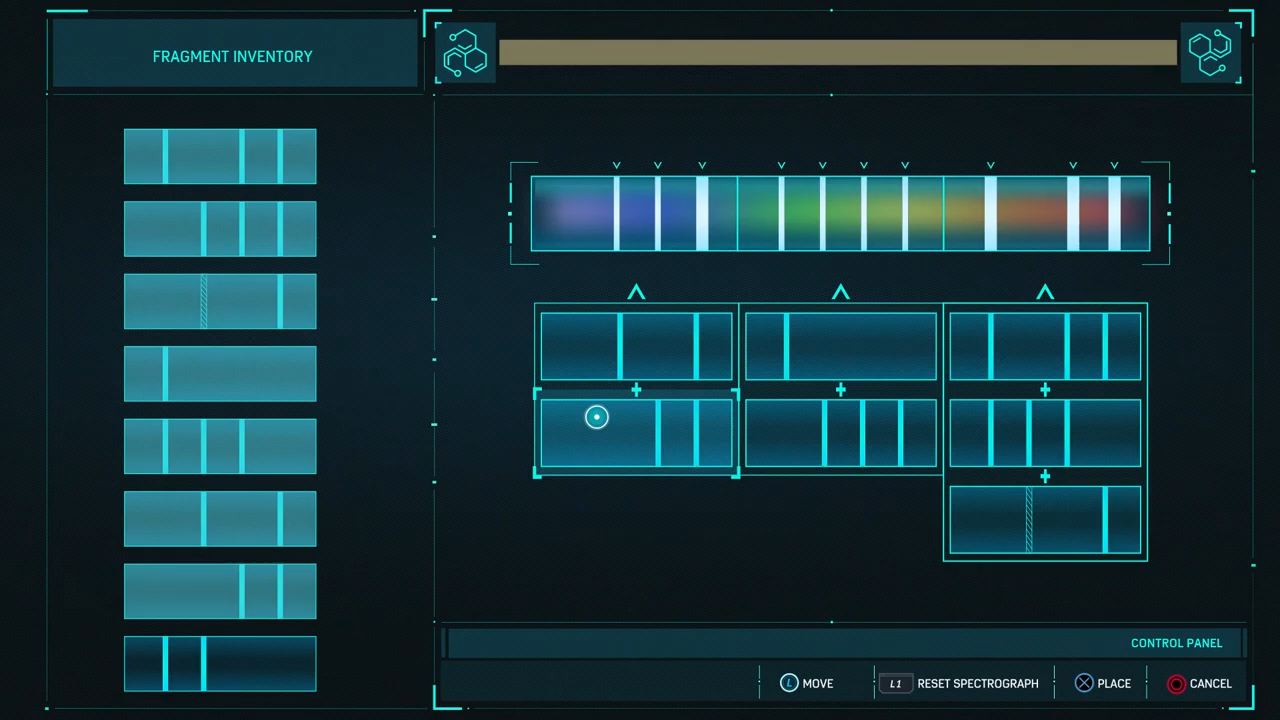 FRAGMENT INVENTORY
CONTROL PANEL
L MOVE
L1 RESET SPECTROGRAPH
PLACE
CANCEL